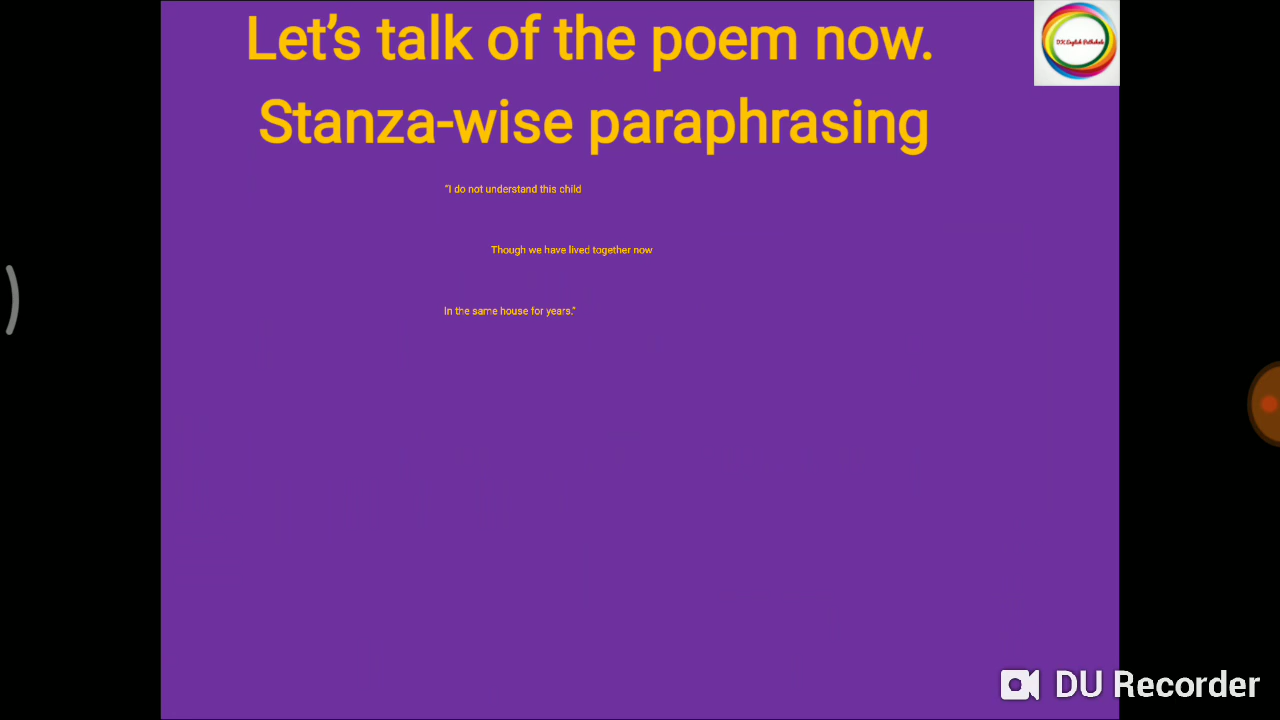 Let's talk of the poem now.
Stanza-wise paraphrasing
"I do not understand this child
Though we have lived together now
In the same house for years."
DU Recorder